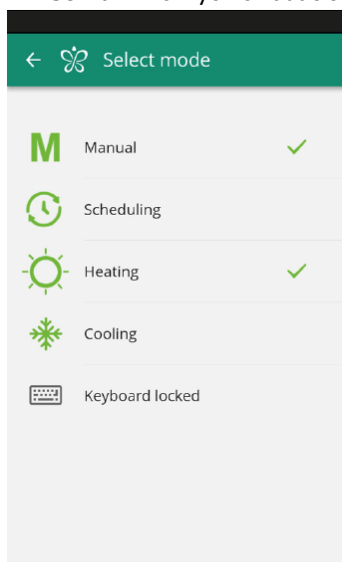 Select mode
M Manual
Scheduling
Heating
Cooling
Keyboard locked